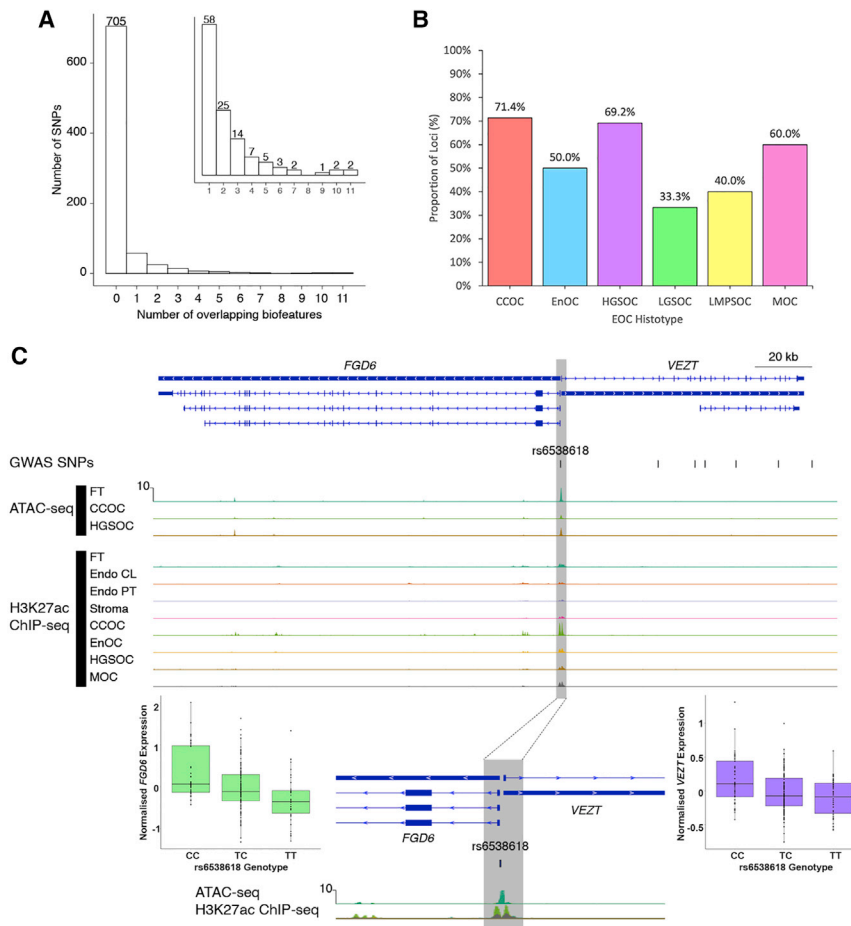 A
705
600
400
200
0
Number of SNPs
0 1 2 3 4 5 6 7 8 9 10 11
Number of overlapping biofeatures
58
25
14
7
5
3
2
1
2
2
1 2 3 4 5 6 7 8 9 10 11
B
100%
90%
80%
70%
60%
50%
40%
30%
20%
10%
0%
Proportion of Loci (%)
71.4%
50.0%
69.2%
33.3%
40.0%
60.0%
CCOC EnOC HGSOC LGSOC LMPSOC MOC
EOC Histotype
C
20 kb
FGD6 VEZT
rs6538618
GWAS SNPs
10
ATAC-seq
FT
CCOC
HGSOC
H3K27ac
ChIP-seq
FT
Endo CL
Endo PT
Stroma
CCOC
EnOC
HGSOC
MOC
2
1
0
-1
Normalised FGD6 Expression
CC TC TT
rs6538618 Genotype
FGD6
VEZT
rs6538618
ATAC-seq
10
H3K27ac ChIP-seq
1
0.5
0
-0.5
Normalised VEZT Expression
CC TC TT
rs6538618 Genotype